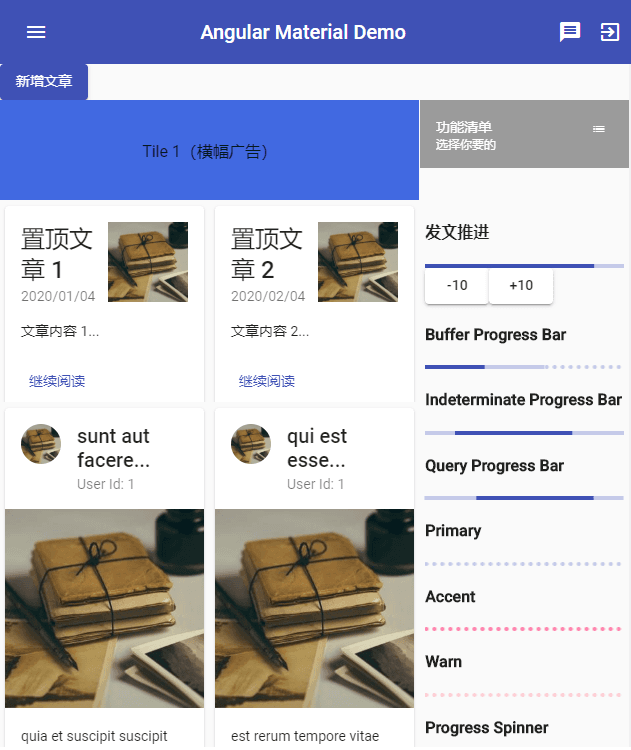 Angular Material Demo
新增文章
Tile 1（横幅广告）
置顶文
章 1
2020/01/04
文章内容 1...
继续阅读
置顶文
章 2
2020/02/04
文章内容 2...
继续阅读
sunt aut
facere...
User Id: 1
quia et suscipit suscipit
qui est
esse...
User Id: 1
est rerum tempore vitae
功能清单
选择你要的
发文推进
-10
+10
Buffer Progress Bar
Indeterminate Progress Bar
Query Progress Bar
Primary
Accent
Warn
Progress Spinner